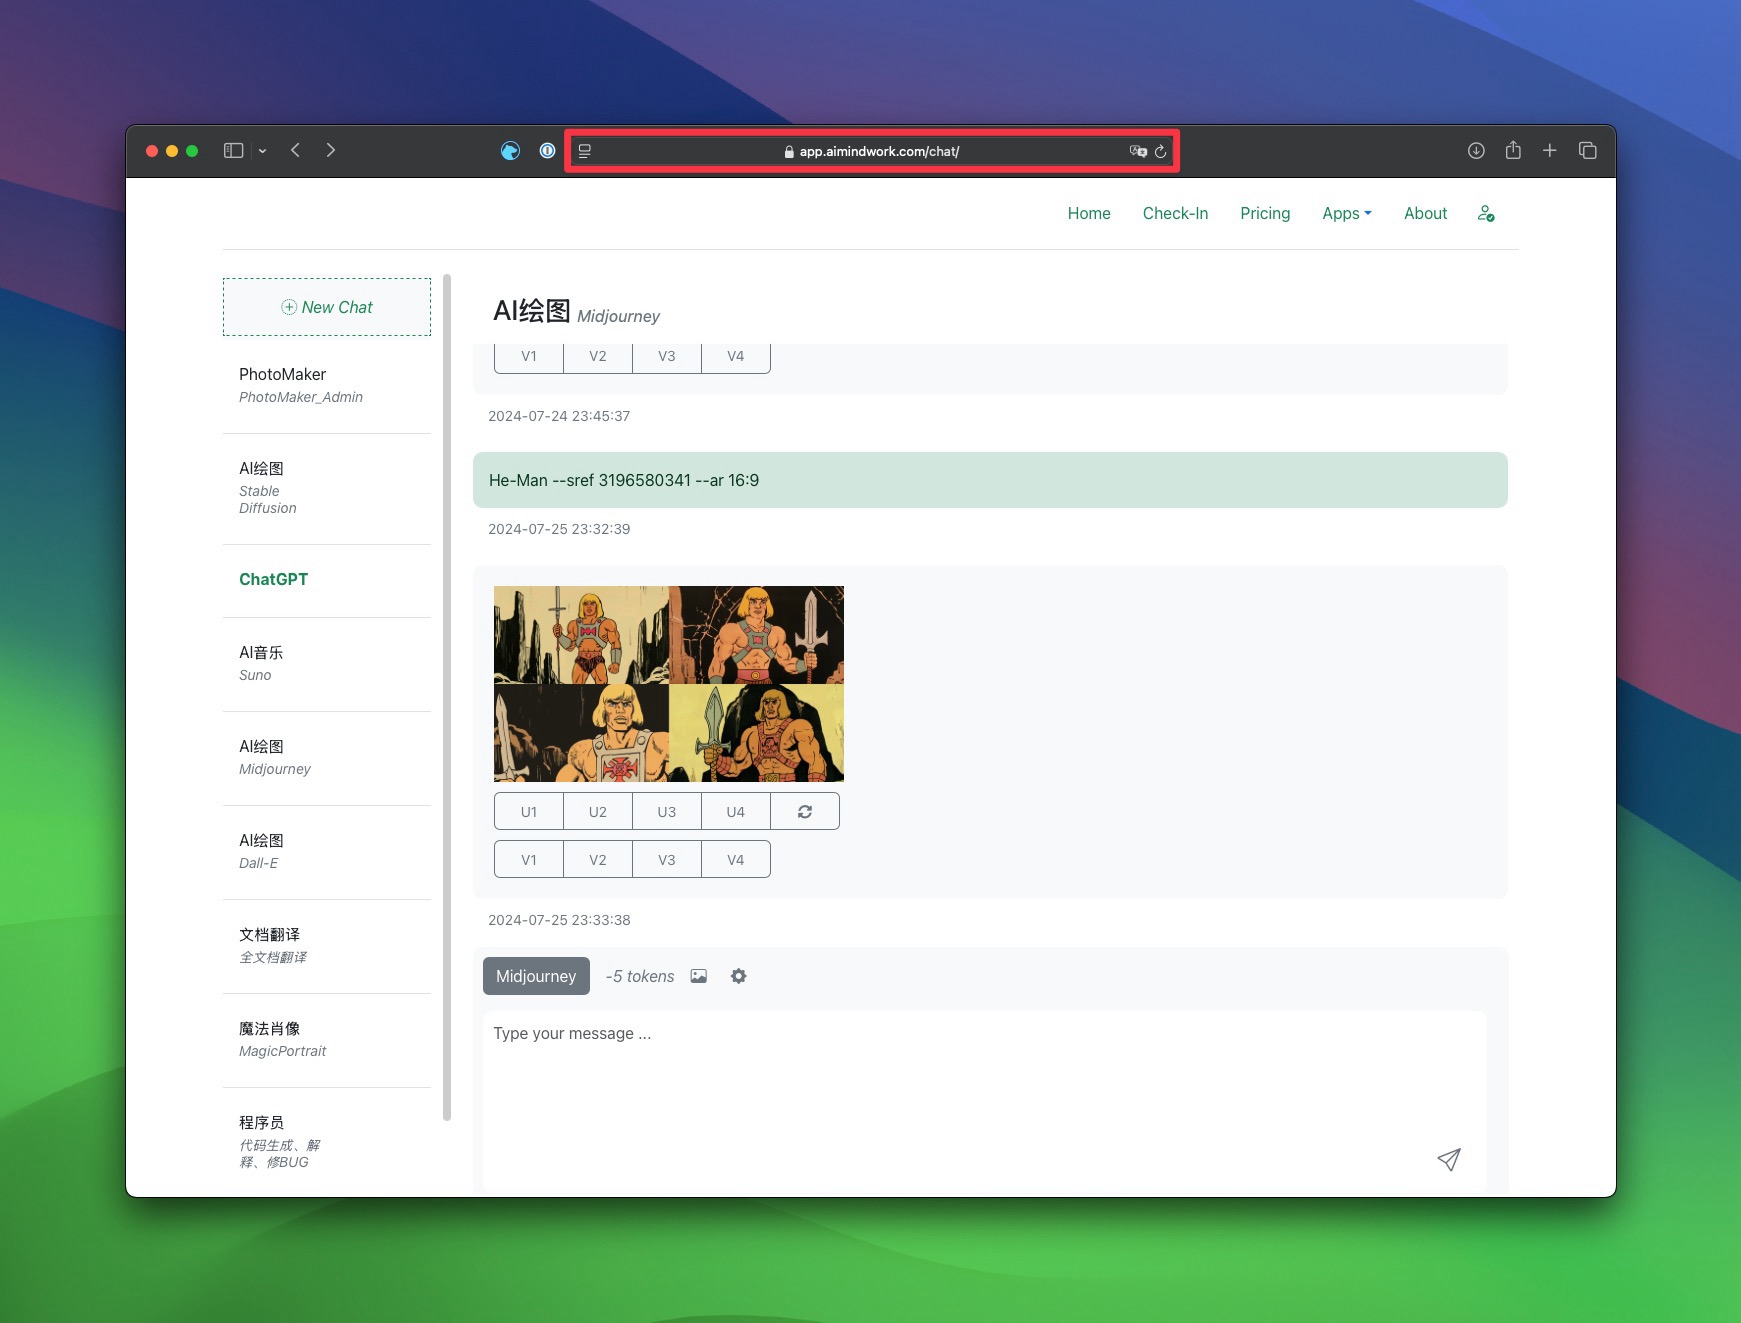 app.aimindwork.com/chat/
Home Check-In Pricing Apps About
New Chat
PhotoMaker
PhotoMaker_Admin
AI绘图
Stable
Diffusion
ChatGPT
AI音乐
Suno
AI绘图
Midjourney
AI绘图
Dall-E
文档翻译
全文档翻译
魔法肖像
MagicPortrait
程序员
代码生成、解
释、修BUG
AI绘图 Midjourney
V1 V2 V3 V4
2024-07-24 23:45:37
He-Man --sref 3196580341 --ar 16:9
2024-07-25 23:32:39
U1 U2 U3 U4
V1 V2 V3 V4
2024-07-25 23:33:38
Midjourney -5 tokens
Type your message ...